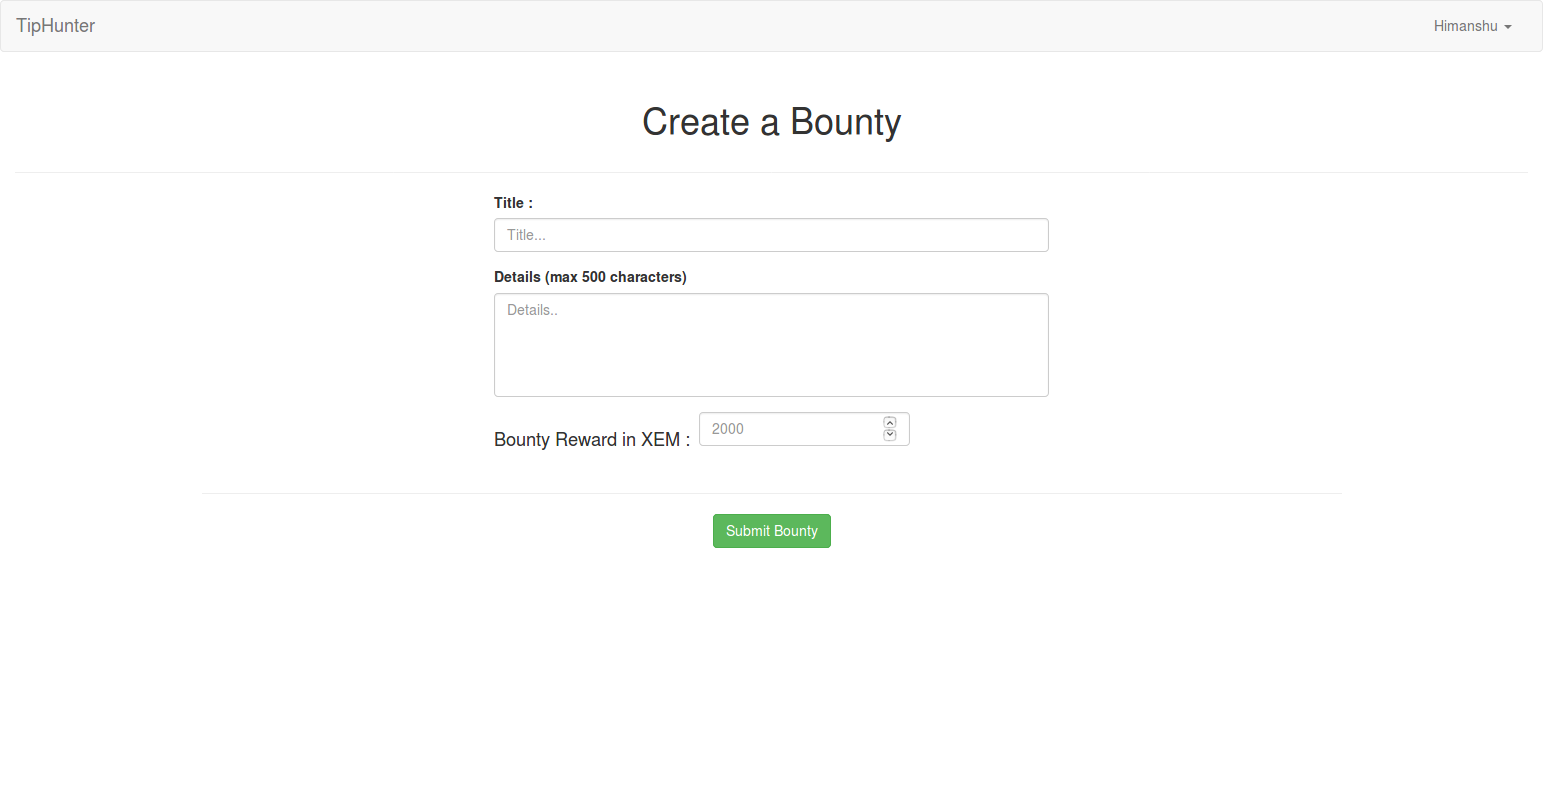 TipHunter
Himanshu
Create a Bounty
Title :
Title...
Details (max 500 characters)
Details..
Bounty Reward in XEM :
2000
Submit Bounty